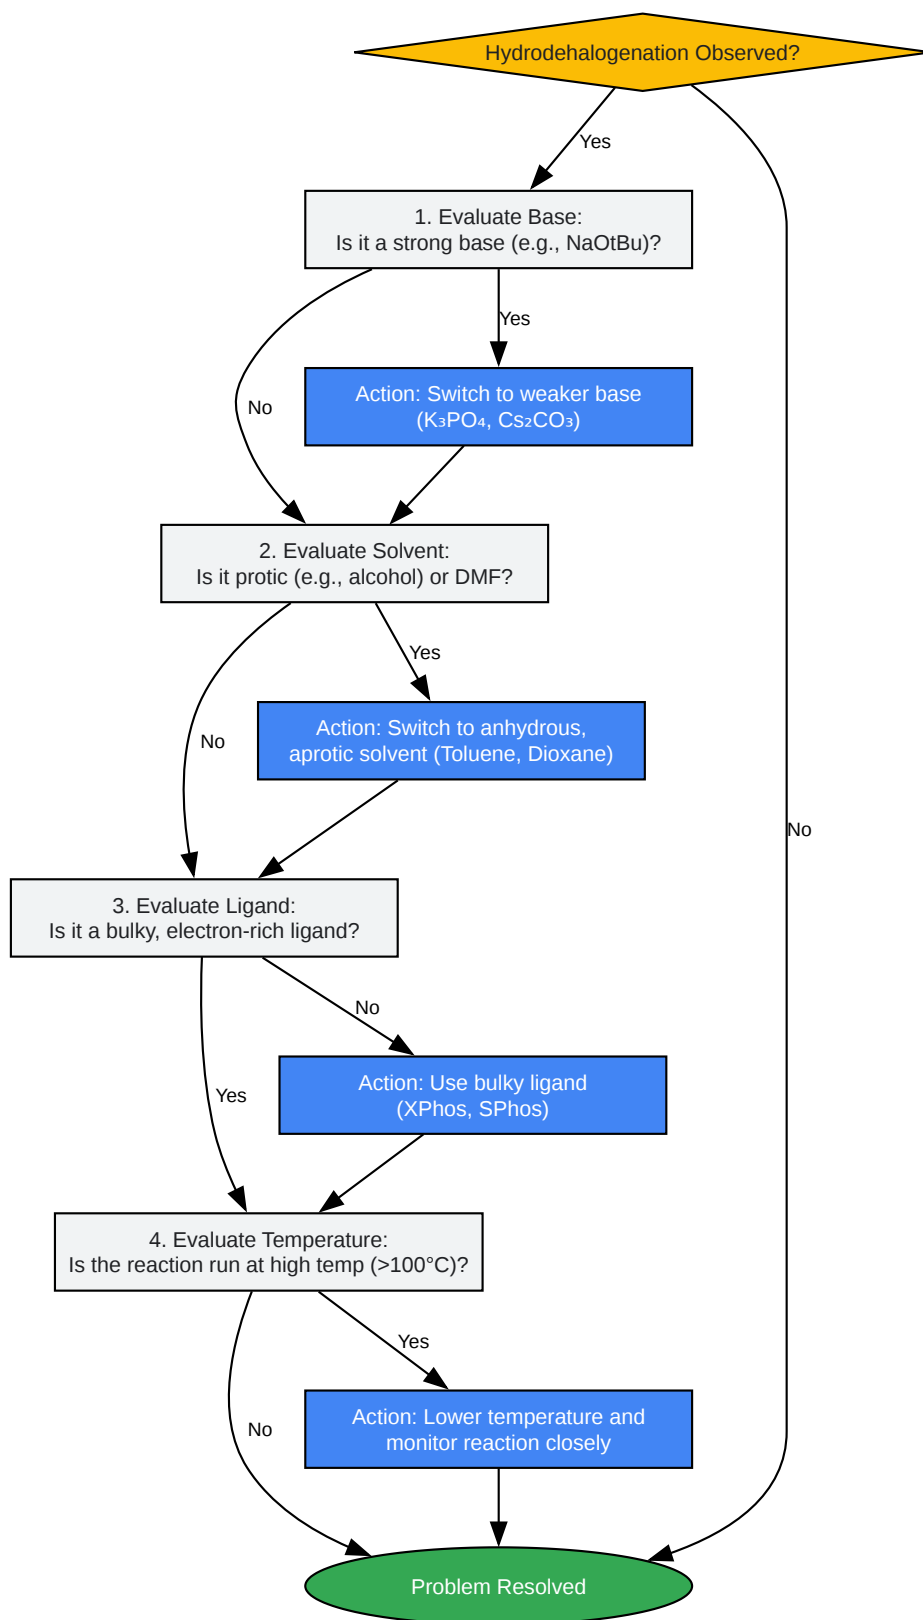 Hydrodehalogenation Observed?
Yes
1. Evaluate Base:
Is it a strong base (e.g., NaOtBu)?
Yes
Action: Switch to weaker base
(K₃PO₄, Cs₂CO₃)
No
2. Evaluate Solvent:
Is it protic (e.g., alcohol) or DMF?
Yes
Action: Switch to anhydrous,
aprotic solvent (Toluene, Dioxane)
No
No
3. Evaluate Ligand:
Is it a bulky, electron-rich ligand?
No
Action: Use bulky ligand
(XPhos, SPhos)
Yes
4. Evaluate Temperature:
Is the reaction run at high temp (>100°C)?
Yes
Action: Lower temperature and
monitor reaction closely
No
Problem Resolved